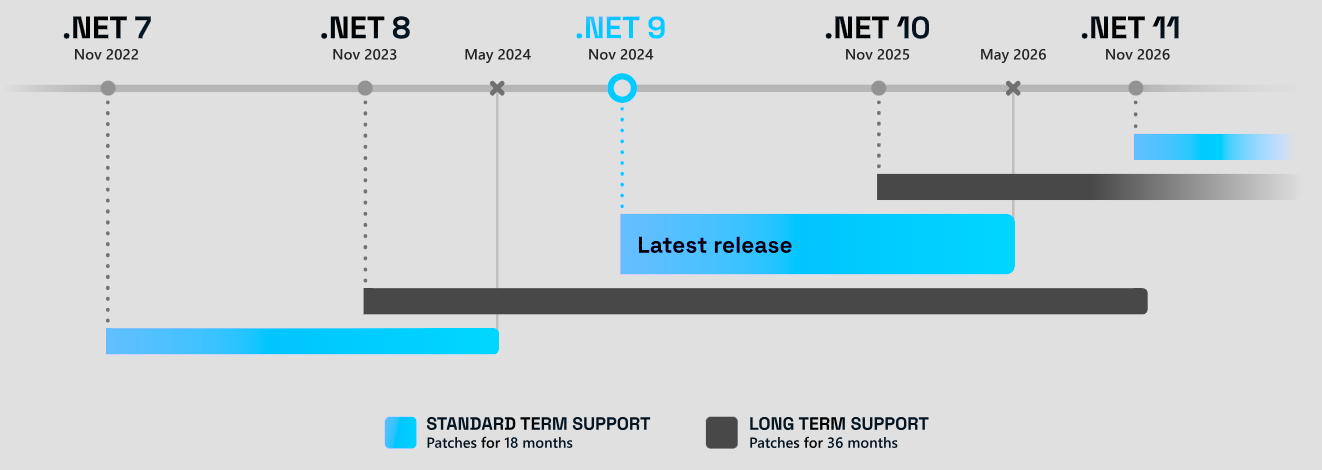 .NET 7
.NET 8
.NET 9
.NET 10
.NET 11
Nov 2022
Nov 2023
May 2024
Nov 2024
Nov 2025
May 2026
Nov 2026
Latest release
STANDARD TERM SUPPORT
Patches for 18 months
LONG TERM SUPPORT
Patches for 36 months